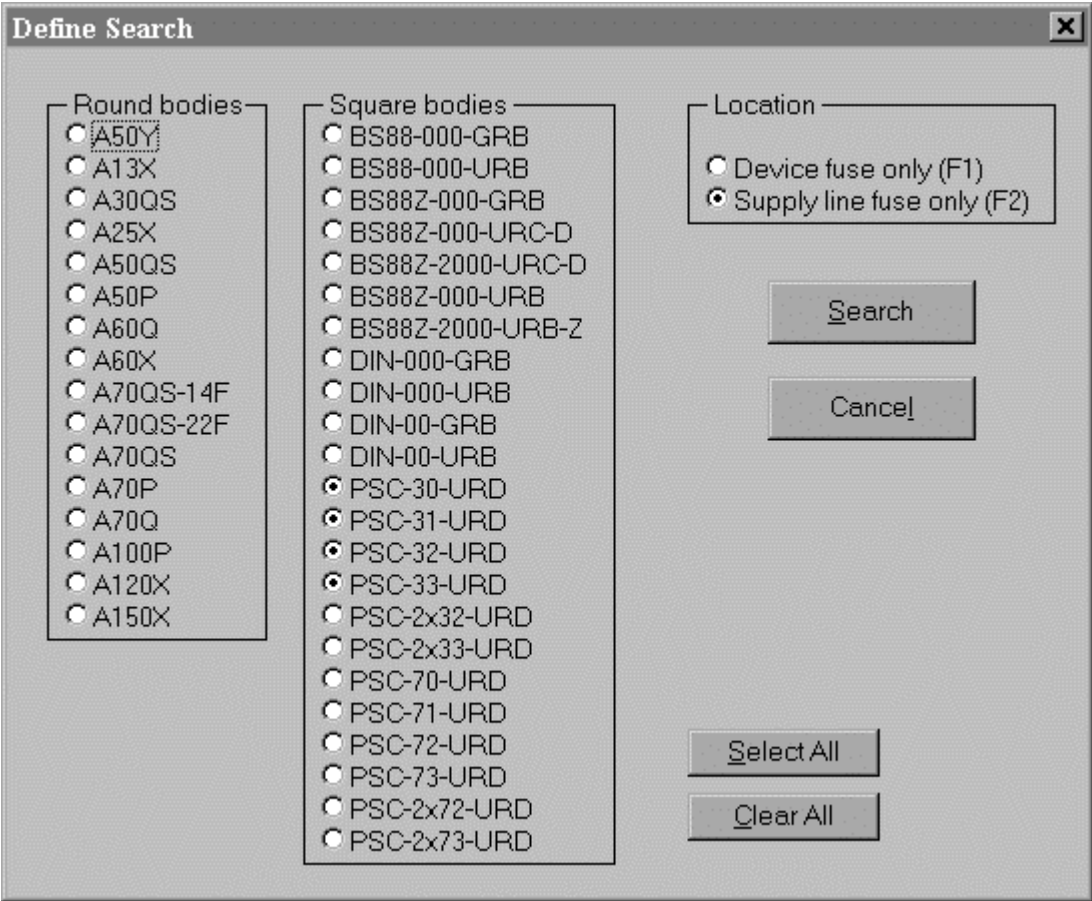 Define Search
Round bodies
A50Y
A13X
A30QS
A25X
A50QS
A50P
A60Q
A60X
A70QS-14F
A70QS-22F
A70QS
A70P
A70Q
A100P
A120X
A150X
Square bodies
BS88-000-GRB
BS88-000-URB
BS88Z-000-GRB
BS88Z-000-URC-D
BS88Z-2000-URC-D
BS88Z-000-URB
BS88Z-2000-URB-Z
DIN-000-GRB
DIN-000-URB
DIN-00-GRB
DIN-00-URB
PSC-30-URD
PSC-31-URD
PSC-32-URD
PSC-33-URD
PSC-2x32-URD
PSC-2x33-URD
PSC-70-URD
PSC-71-URD
PSC-72-URD
PSC-73-URD
PSC-2x72-URD
PSC-2x73-URD
Location
Device fuse only (F1)
Supply line fuse only (F2)
Search
Cancel
Select All
Clear All